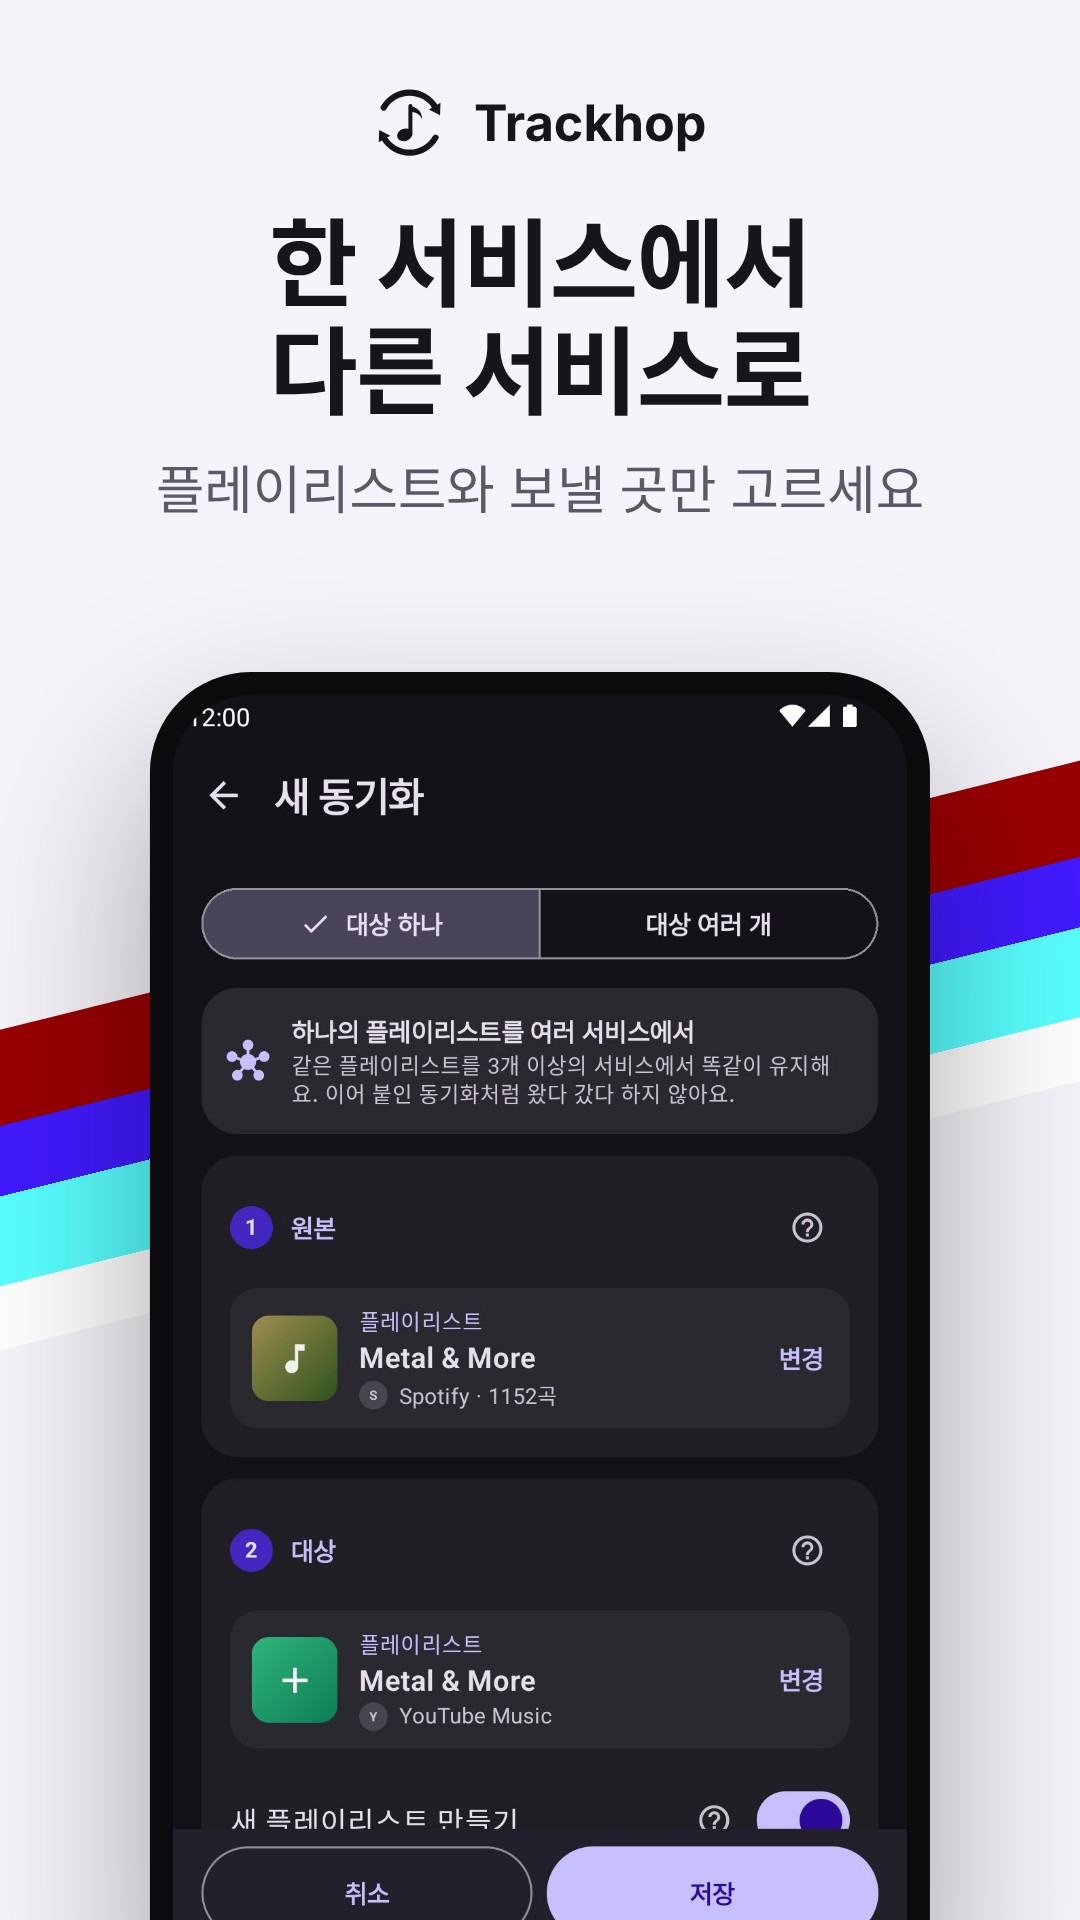 Trackhop
한 서비스에서
다른 서비스로
플레이리스트와 보낼 곳만 고르세요
12:00
새 동기화
대상 하나
대상 여러 개
하나의 플레이리스트를 여러 서비스에서
같은 플레이리스트를 3개 이상의 서비스에서 똑같이 유지해
요. 이어 붙인 동기화처럼 왔다 갔다 하지 않아요.
1 원본
플레이리스트
Metal & More
변경
S Spotify · 1152곡
2 대상
플레이리스트
Metal & More
변경
Y YouTube Music
새 플레이리스트 만들기
취소
저장